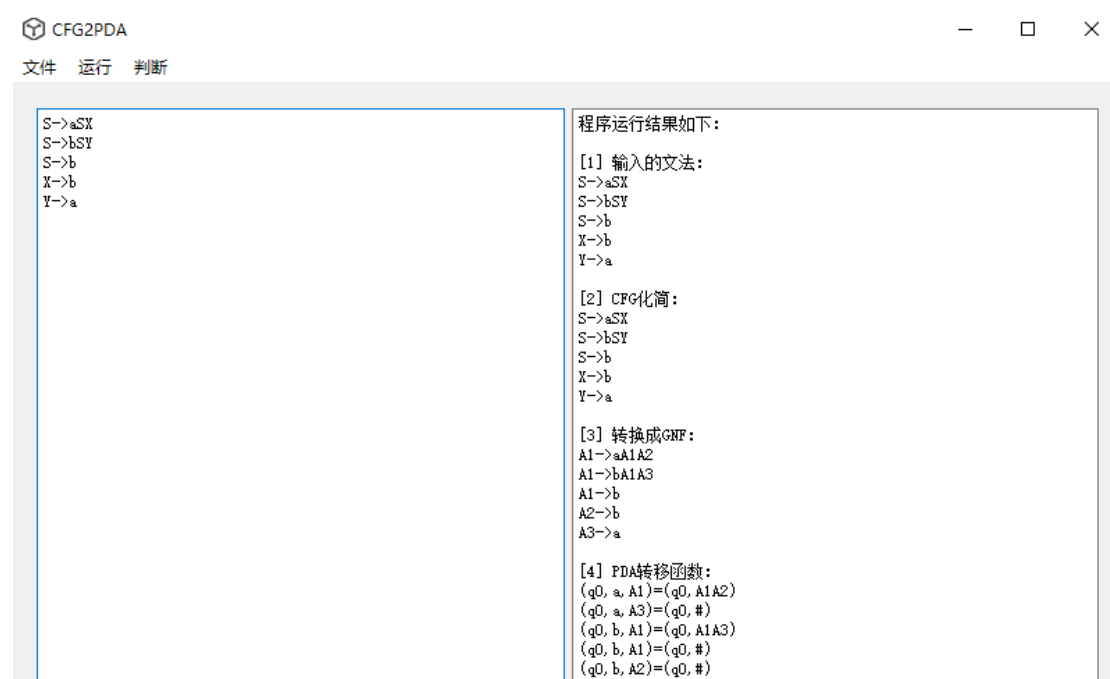 CFG2PDA
文件 运行 判断
S->aSX
S->bSY
S->b
X->b
Y->a
程序运行结果如下:
[1] 输入的文法:
S->aSX
S->bSY
S->b
X->b
Y->a
[2] CFG化简:
S->aSX
S->bSY
S->b
X->b
Y->a
[3] 转换成GNF:
A1->aA1A2
A1->bA1A3
A1->b
A2->b
A3->a
[4] PDA转移函数:
(q0,a,A1)=(q0,A1A2)
(q0,a,A3)=(q0,#)
(q0,b,A1)=(q0,A1A3)
(q0,b,A1)=(q0,#)
(q0,b,A2)=(q0,#)